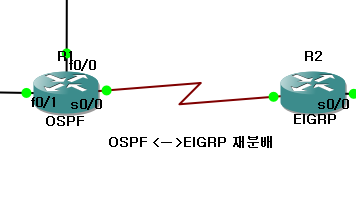 R1
f0/0
f0/1
s0/0
OSPF
R2
s0/0
EIGRP
OSPF <-->EIGRP 재분배